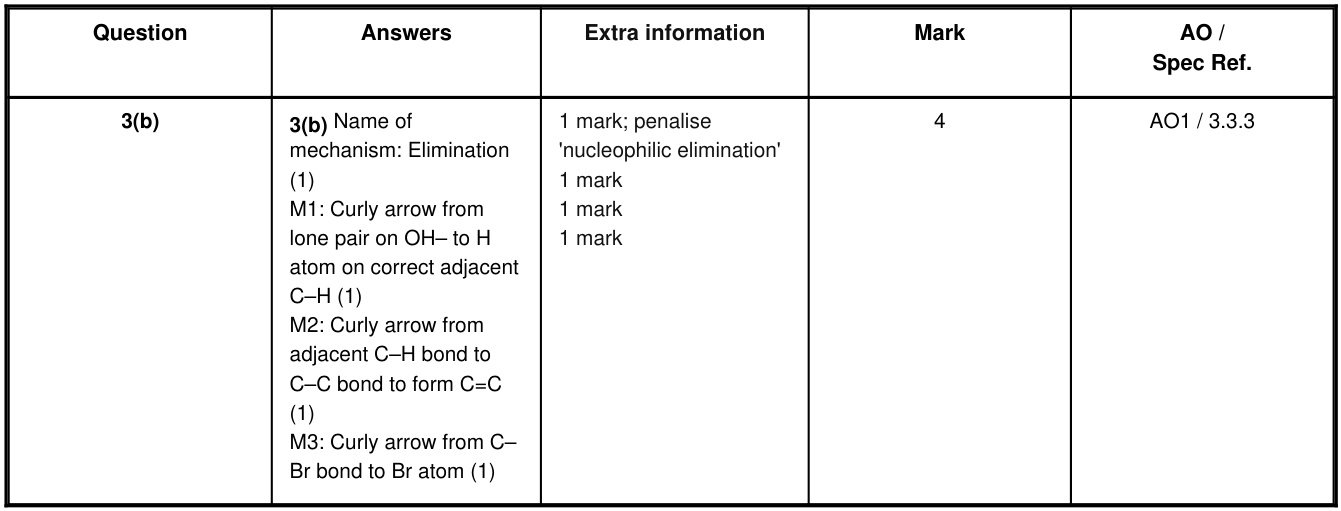 Question
Answers
Extra information
Mark
AO /
Spec Ref.
3(b)
3(b) Name of
mechanism: Elimination
(1)
M1: Curly arrow from
lone pair on OH– to H
atom on correct adjacent
C–H (1)
M2: Curly arrow from
adjacent C–H bond to
C–C bond to form C=C
(1)
M3: Curly arrow from C–
Br bond to Br atom (1)
1 mark; penalise
'nucleophilic elimination'
1 mark
1 mark
1 mark
4
AO1 / 3.3.3